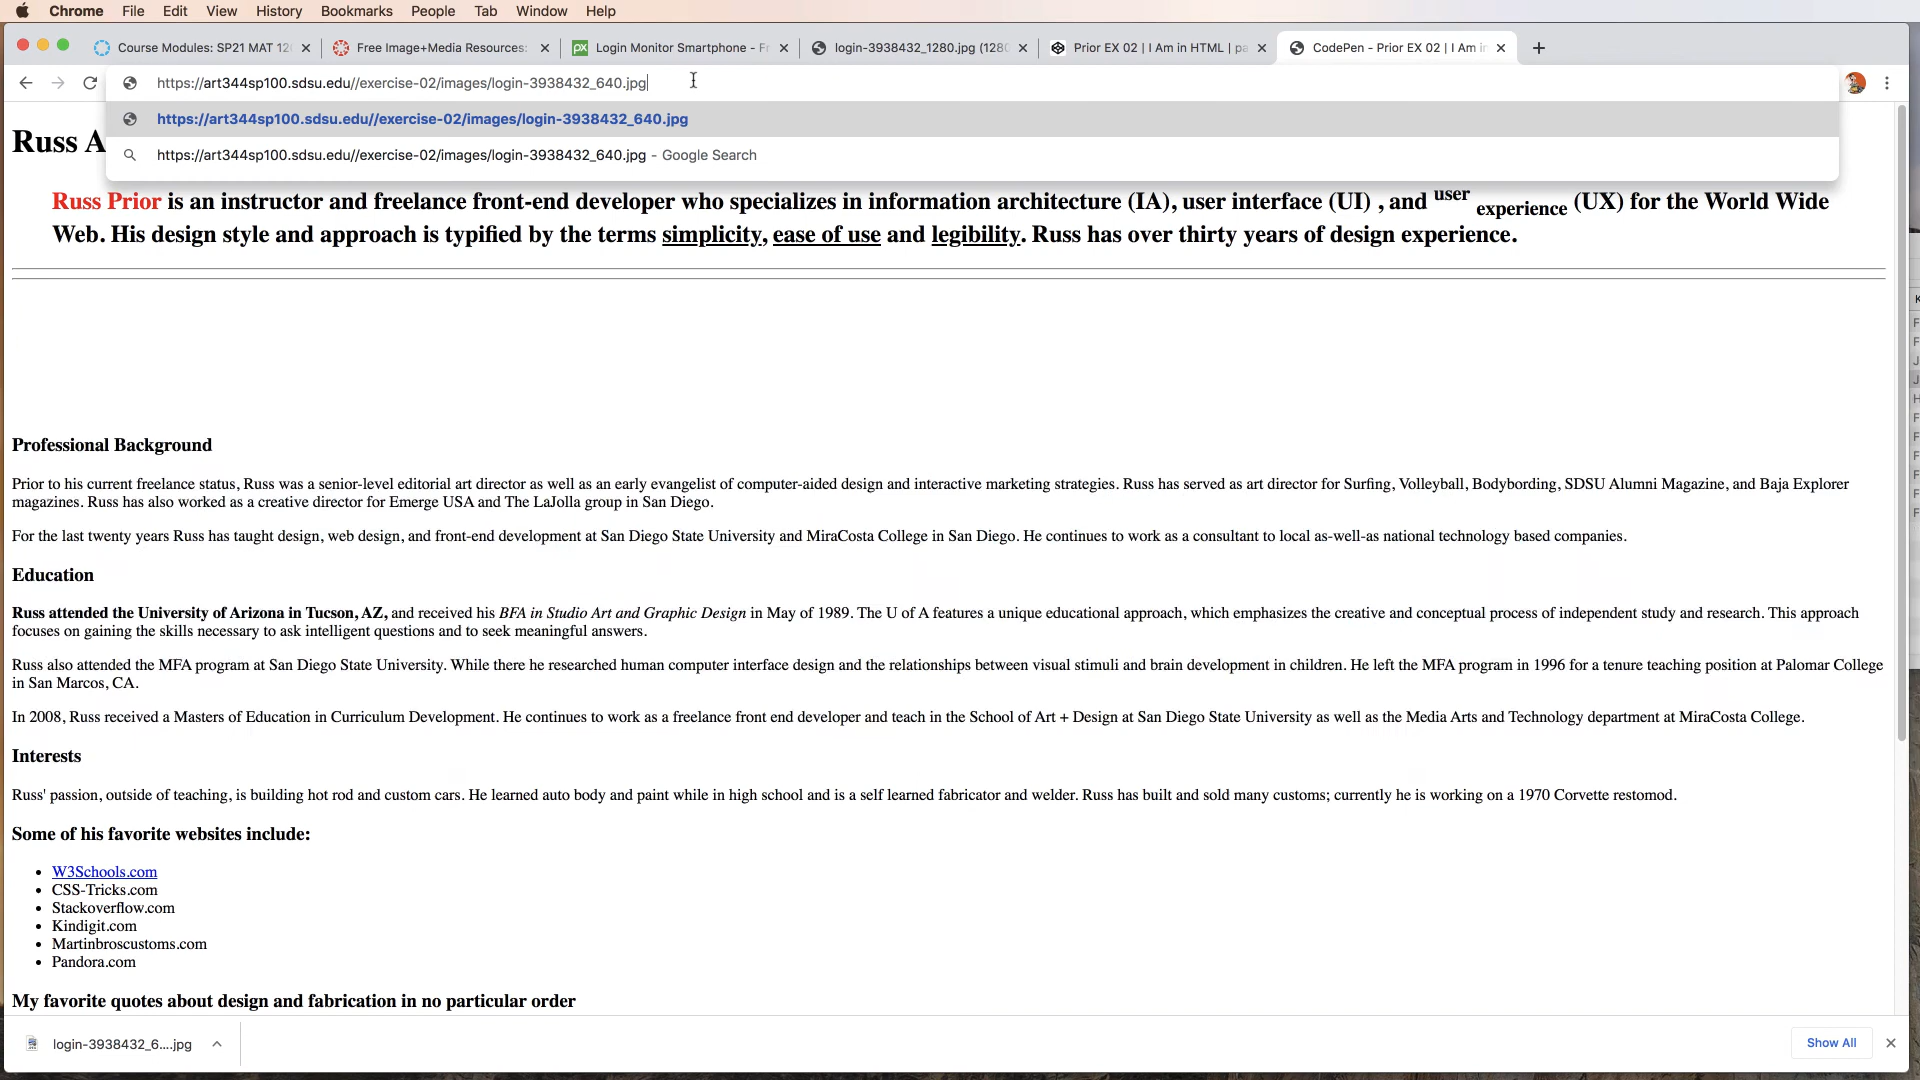 Chrome File Edit View History Bookmarks People Tab Window Help
Course Modules: SP21 MAT 12
Free Image+Media Resources:
Login Monitor Smartphone - Fr
login-3938432_1280.jpg (1280
Prior EX 02 | I Am in HTML | pa
CodePen - Prior EX 02 | I Am in
https://art344sp100.sdsu.edu//exercise-02/images/login-3938432_640.jpg
https://art344sp100.sdsu.edu//exercise-02/images/login-3938432_640.jpg
https://art344sp100.sdsu.edu//exercise-02/images/login-3938432_640.jpg - Google Search
Russ A
Russ Prior is an instructor and freelance front-end developer who specializes in information architecture (IA), user interface (UI) , and user experience (UX) for the World Wide
Web. His design style and approach is typified by the terms simplicity, ease of use and legibility. Russ has over thirty years of design experience.
Professional Background
Prior to his current freelance status, Russ was a senior-level editorial art director as well as an early evangelist of computer-aided design and interactive marketing strategies. Russ has served as art director for Surfing, Volleyball, Bodybording, SDSU Alumni Magazine, and Baja Explorer
magazines. Russ has also worked as a creative director for Emerge USA and The LaJolla group in San Diego.
For the last twenty years Russ has taught design, web design, and front-end development at San Diego State University and MiraCosta College in San Diego. He continues to work as a consultant to local as-well-as national technology based companies.
Education
Russ attended the University of Arizona in Tucson, AZ, and received his BFA in Studio Art and Graphic Design in May of 1989. The U of A features a unique educational approach, which emphasizes the creative and conceptual process of independent study and research. This approach
focuses on gaining the skills necessary to ask intelligent questions and to seek meaningful answers.
Russ also attended the MFA program at San Diego State University. While there he researched human computer interface design and the relationships between visual stimuli and brain development in children. He left the MFA program in 1996 for a tenure teaching position at Palomar College
in San Marcos, CA.
In 2008, Russ received a Masters of Education in Curriculum Development. He continues to work as a freelance front end developer and teach in the School of Art + Design at San Diego State University as well as the Media Arts and Technology department at MiraCosta College.
Interests
Russ' passion, outside of teaching, is building hot rod and custom cars. He learned auto body and paint while in high school and is a self learned fabricator and welder. Russ has built and sold many customs; currently he is working on a 1970 Corvette restomod.
Some of his favorite websites include:
W3Schools.com
CSS-Tricks.com
Stackoverflow.com
Kindigit.com
Martinbroscustoms.com
Pandora.com
My favorite quotes about design and fabrication in no particular order
login-3938432_6....jpg
Show All